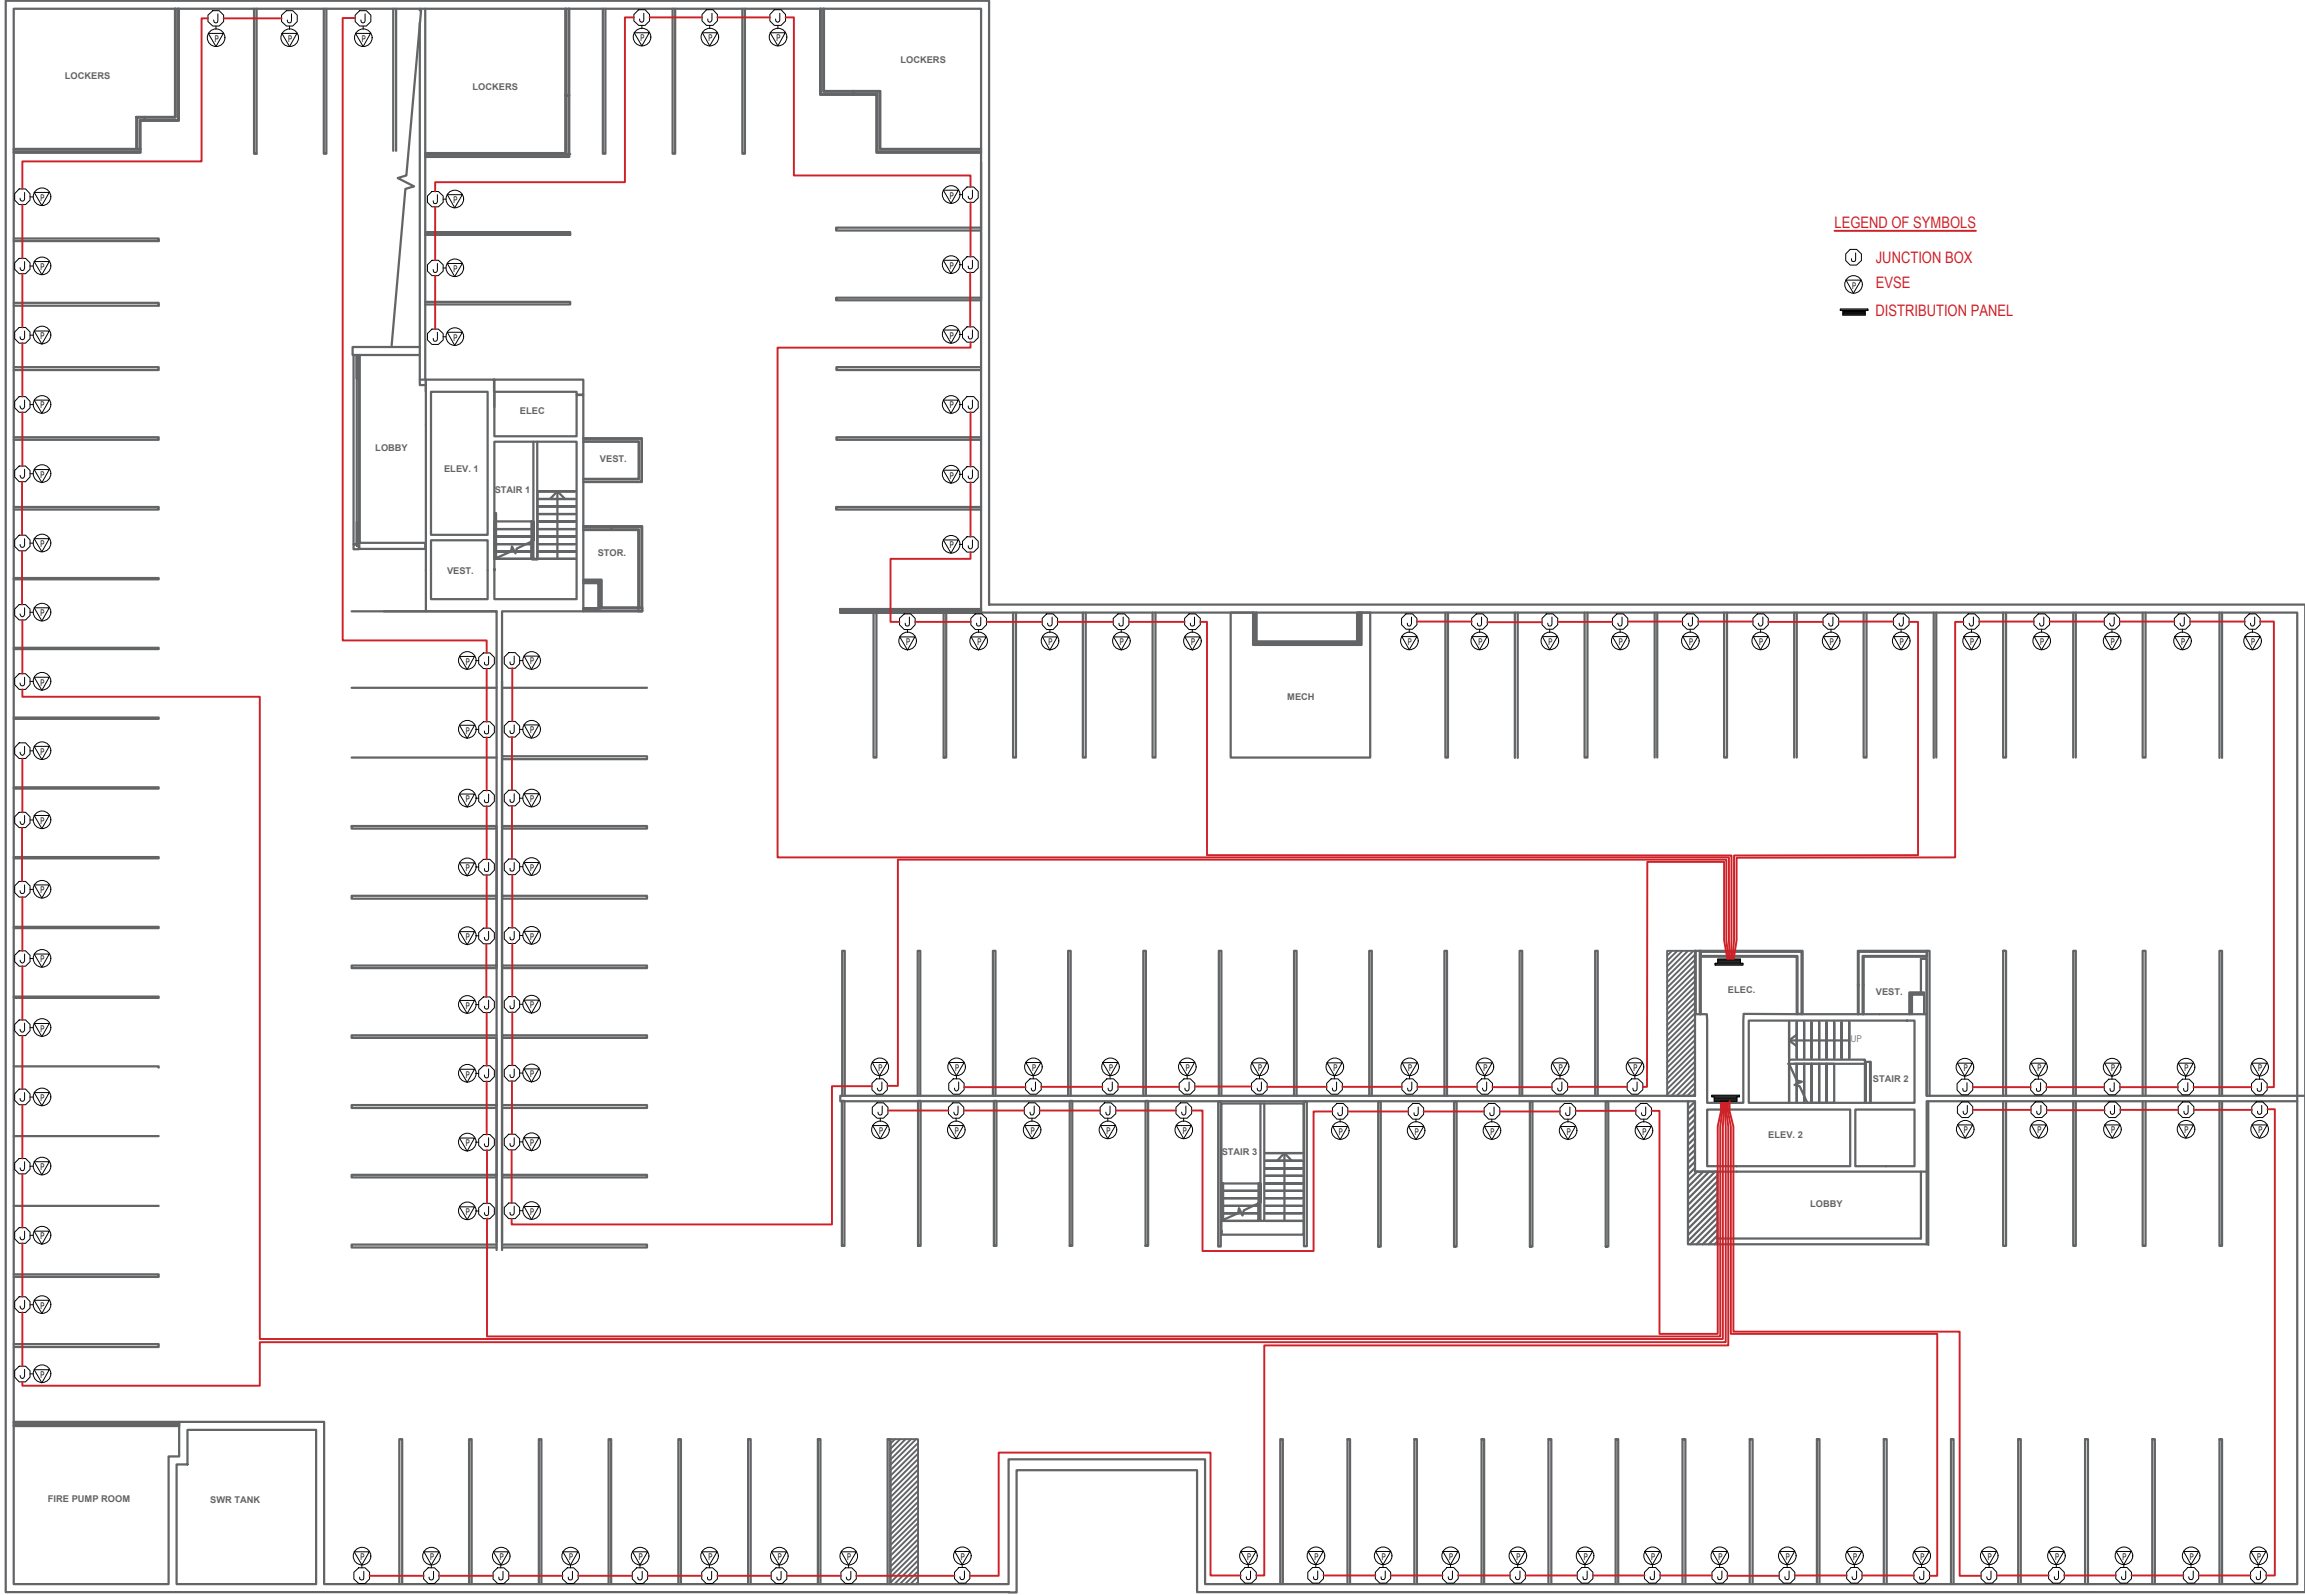 LOCKERS
LOCKERS
LOCKERS
LEGEND OF SYMBOLS
J JUNCTION BOX
P EVSE
DISTRIBUTION PANEL
ELEC
LOBBY
ELEV. 1
VEST.
STAIR 1
STOR.
VEST.
MECH
ELEC.
VEST.
UP
STAIR 2
ELEV. 2
STAIR 3
LOBBY
FIRE PUMP ROOM
SWR TANK